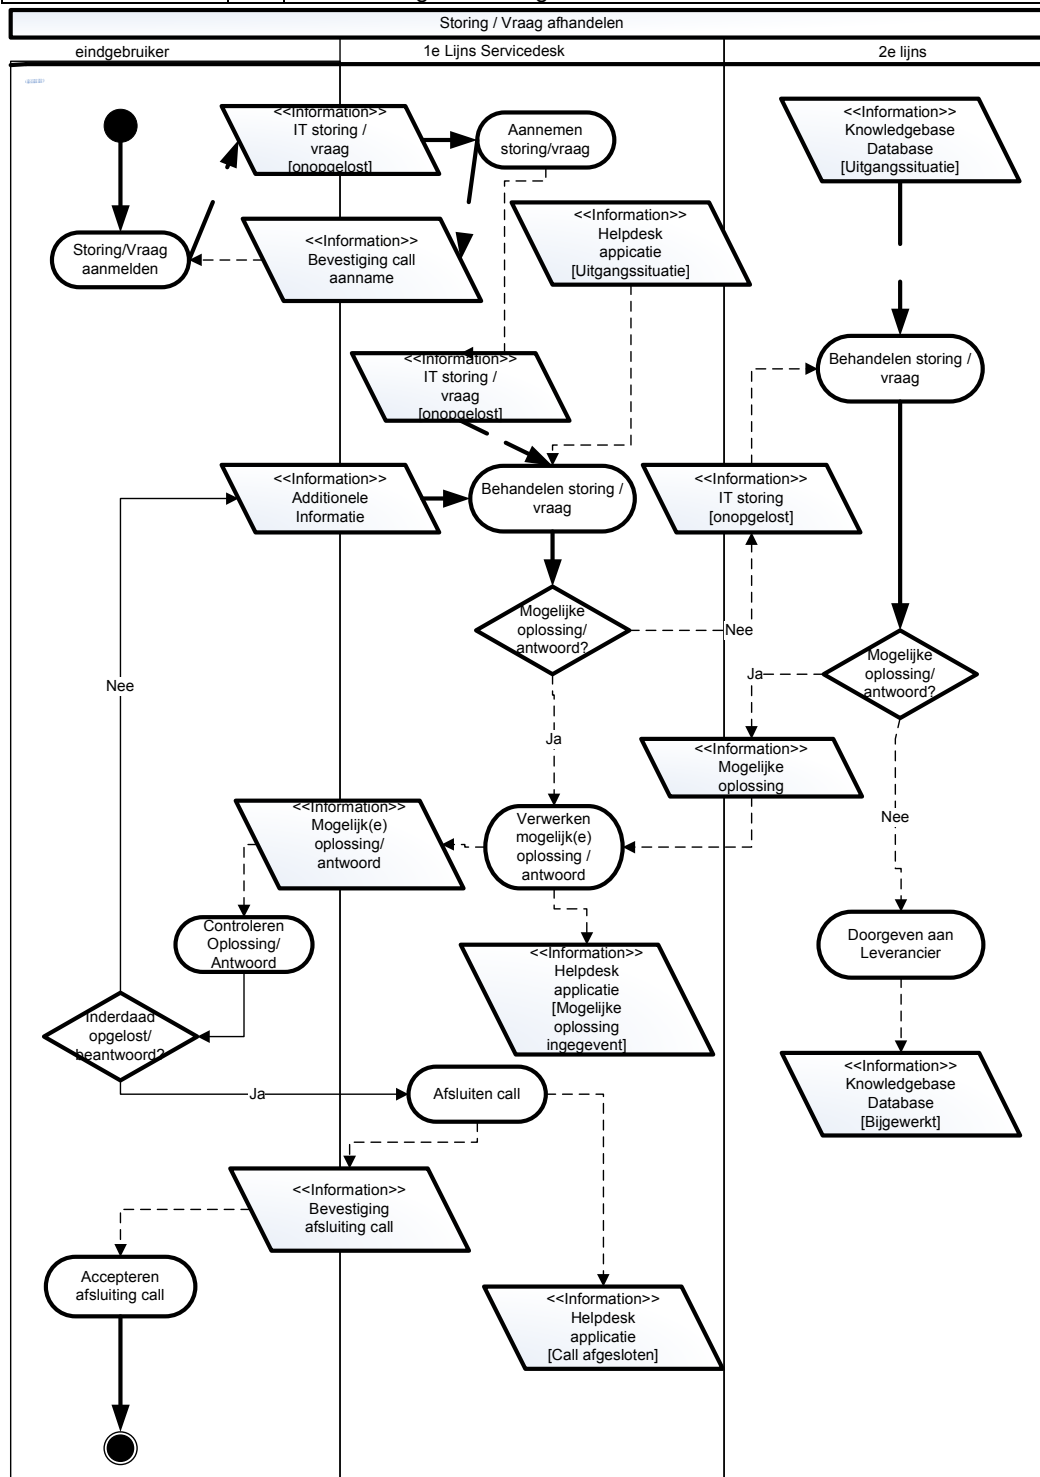 Storing / Vraag afhandelen
eindgebruiker
1e Lijns Servicedesk
2e lijns
<<Information>>
IT storing /
vraag
[onopgelost]
Aannemen
storing/vraag
<<Information>>
Knowledgebase
Database
[Uitgangssituatie]
Storing/Vraag
aanmelden
<<Information>>
Bevestiging call
aanname
<<Information>>
Helpdesk
appicatie
[Uitgangssituatie]
<<Information>>
IT storing /
vraag
[onopgelost]
Behandelen storing /
vraag
<<Information>>
Additionele
Informatie
Behandelen storing /
vraag
<<Information>>
IT storing
[onopgelost]
Mogelijke
oplossing/
antwoord?
Nee
Mogelijke
oplossing/
antwoord?
Ja
Nee
Ja
<<Information>>
Mogelijke
oplossing
<<Information>>
Mogelijk(e)
oplossing/
antwoord
Verwerken
mogelijk(e)
oplossing /
antwoord
Nee
Controleren
Oplossing/
Antwoord
<<Information>>
Helpdesk
applicatie
[Mogelijke
oplossing
ingegevent]
Doorgeven aan
Leverancier
Inderdaad
opgelost/
beantwoord?
<<Information>>
Knowledgebase
Database
[Bijgewerkt]
Ja
Afsluiten call
<<Information>>
Bevestiging
afsluiting call
Accepteren
afsluiting call
<<Information>>
Helpdesk
applicatie
[Call afgesloten]